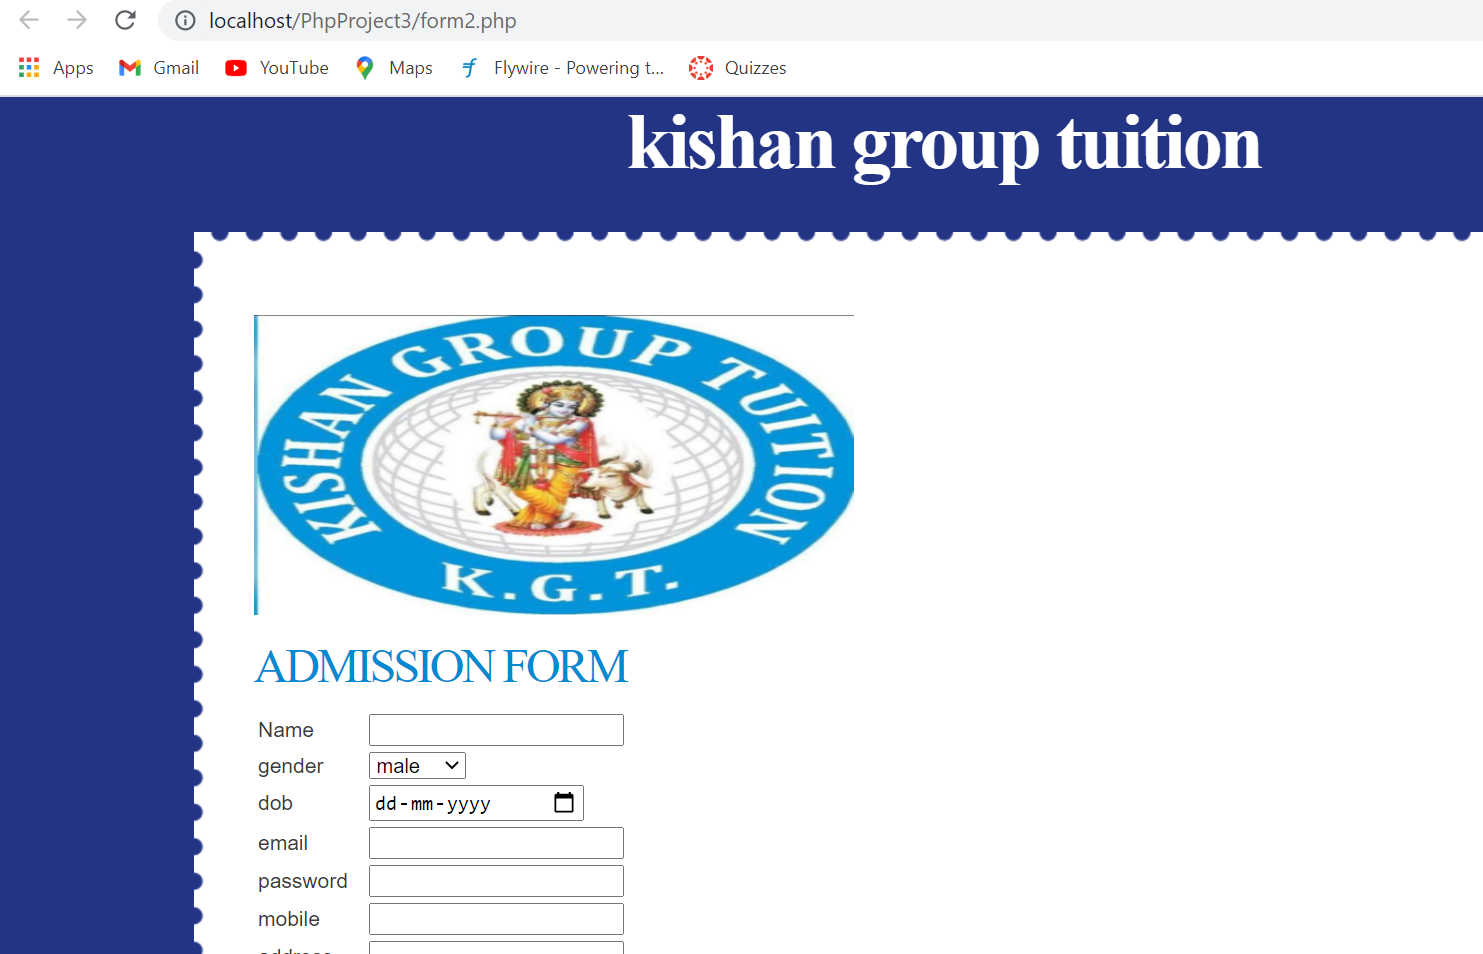 localhost/PhpProject3/form2.php
Apps Gmail YouTube Maps Flywire - Powering t... Quizzes
kishan group tuition
KISHAN GROUP TUITION
K.G.T.
ADMISSION FORM
Name
gender male
dob dd-mm-yyyy
email
password
mobile
address